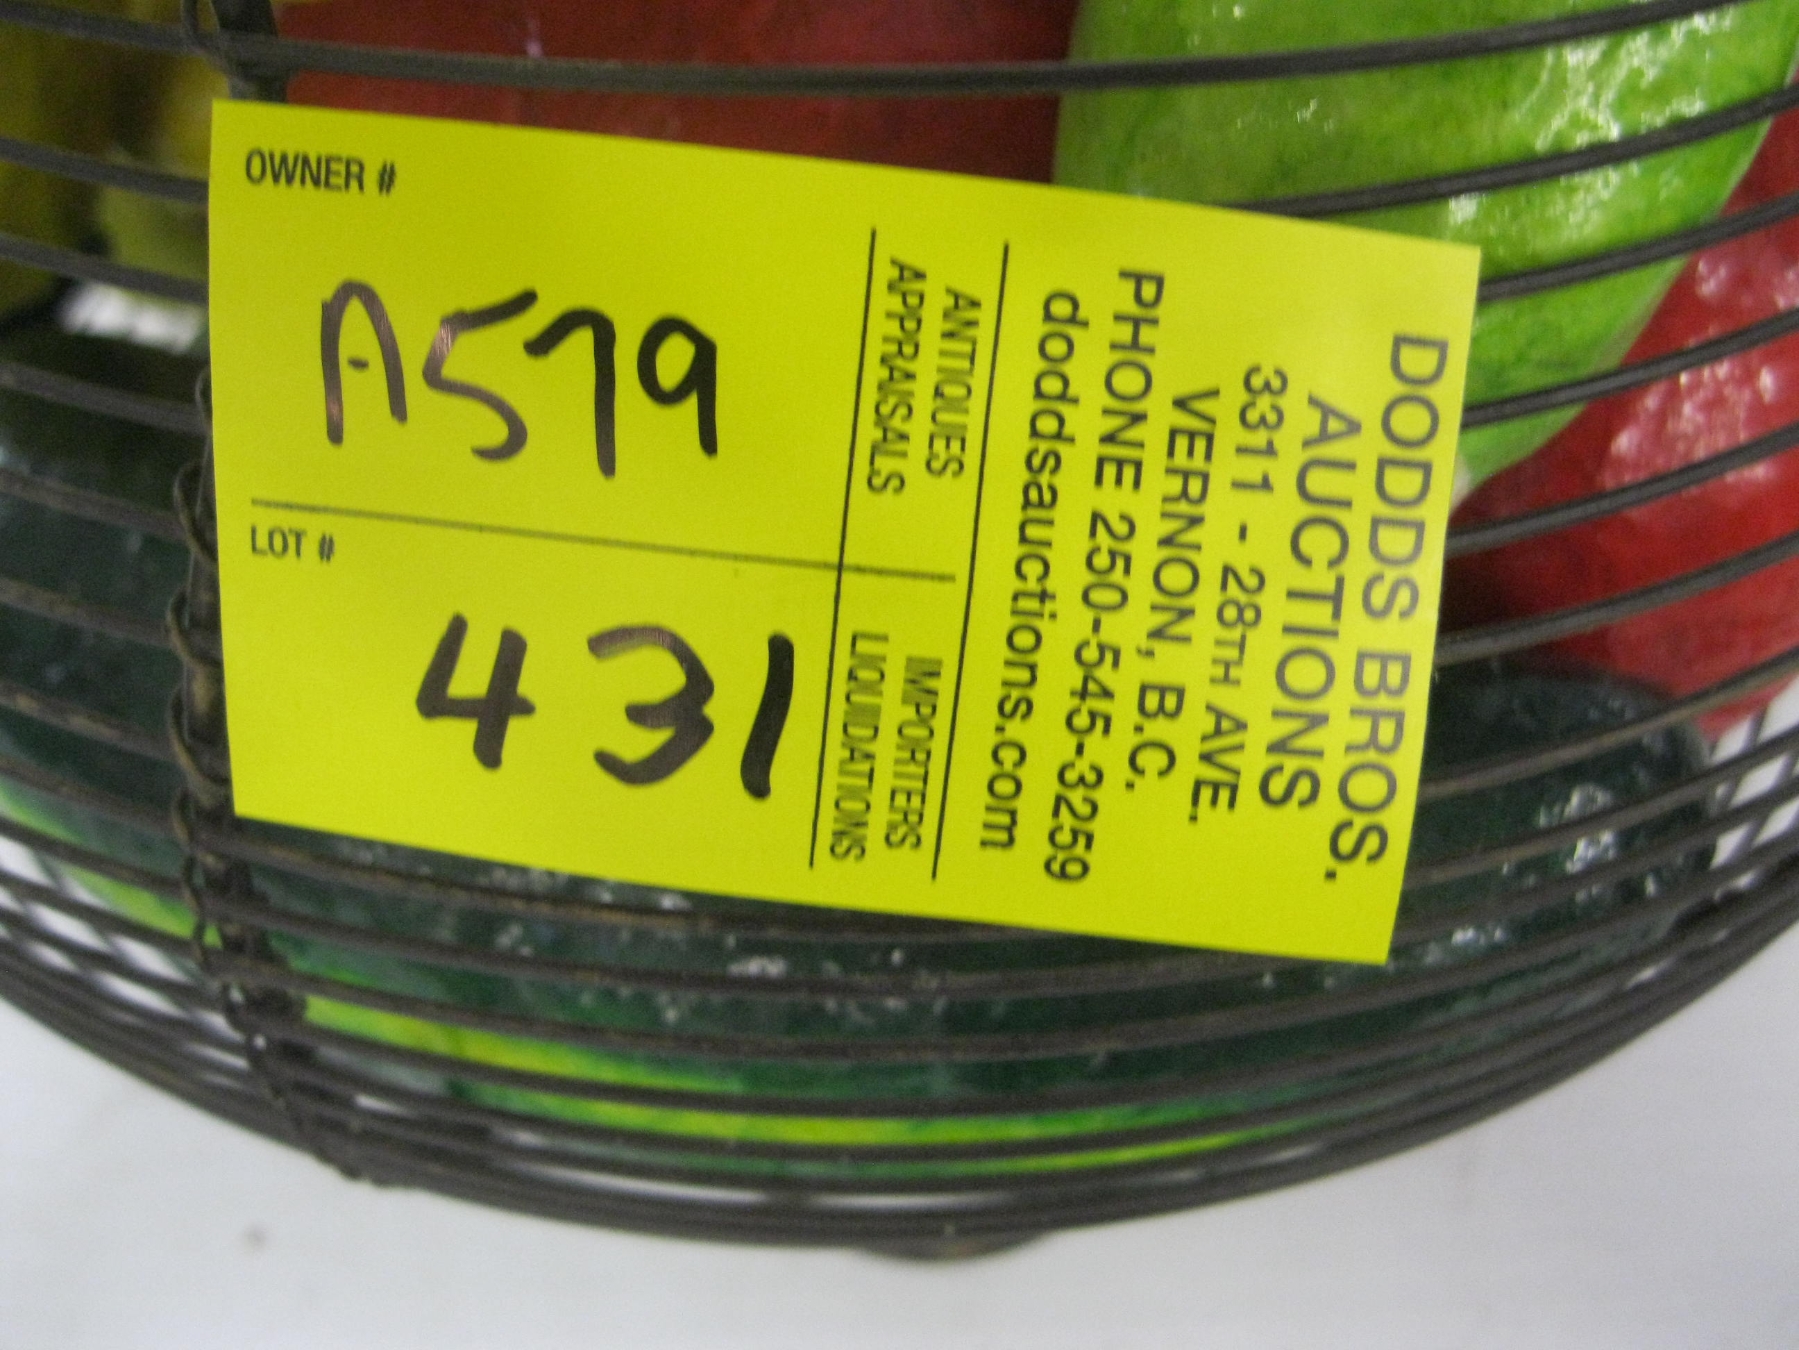 OWNER #
A579
LOT #
431
ANTIQUES
APPRAISALS
IMPORTERS
LIQUIDATIONS
DODDS BROS.
AUCTIONS
3311 - 28TH AVE.
VERNON, B.C.
PHONE 250-545-3259
doddsauctions.com